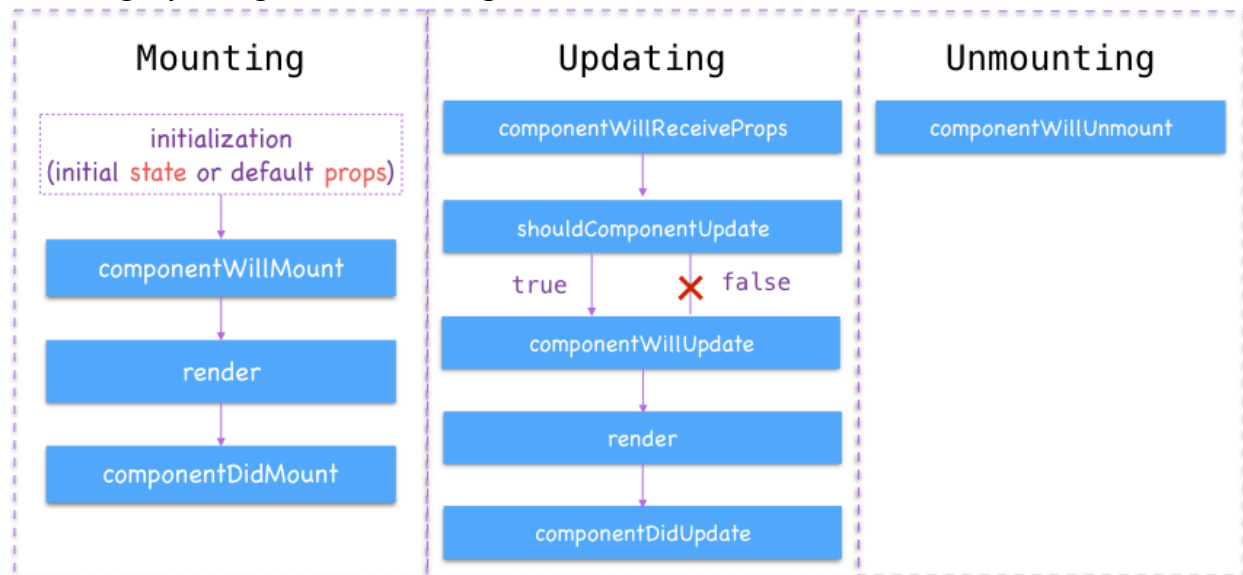 Mounting
initialization
(initial state or default props)
componentWillMount
render
componentDidMount
Updating
componentWillReceiveProps
shouldComponentUpdate
true
false
componentWillUpdate
render
componentDidUpdate
Unmounting
componentWillUnmount